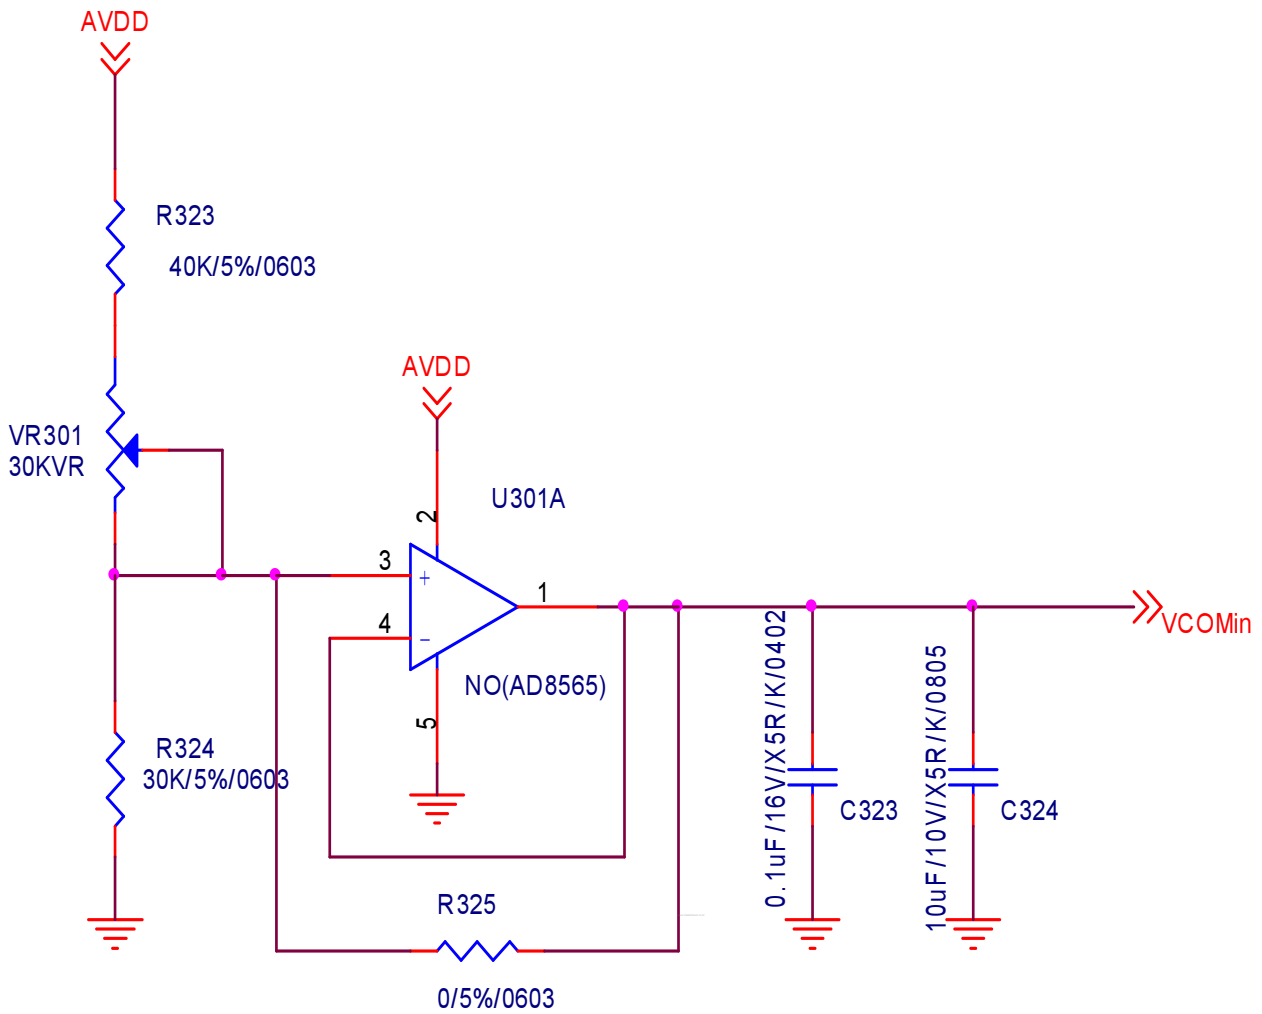 AVDD
R323
40K/5%/0603
AVDD
VR301
30KVR
U301A
2
3
+
1
4
-
VCOMin
NO(AD8565)
5
R324
30K/5%/0603
0.1uF/16V/X5R/K/0402
C323
10uF/10V/X5R/K/0805
C324
R325
0/5%/0603